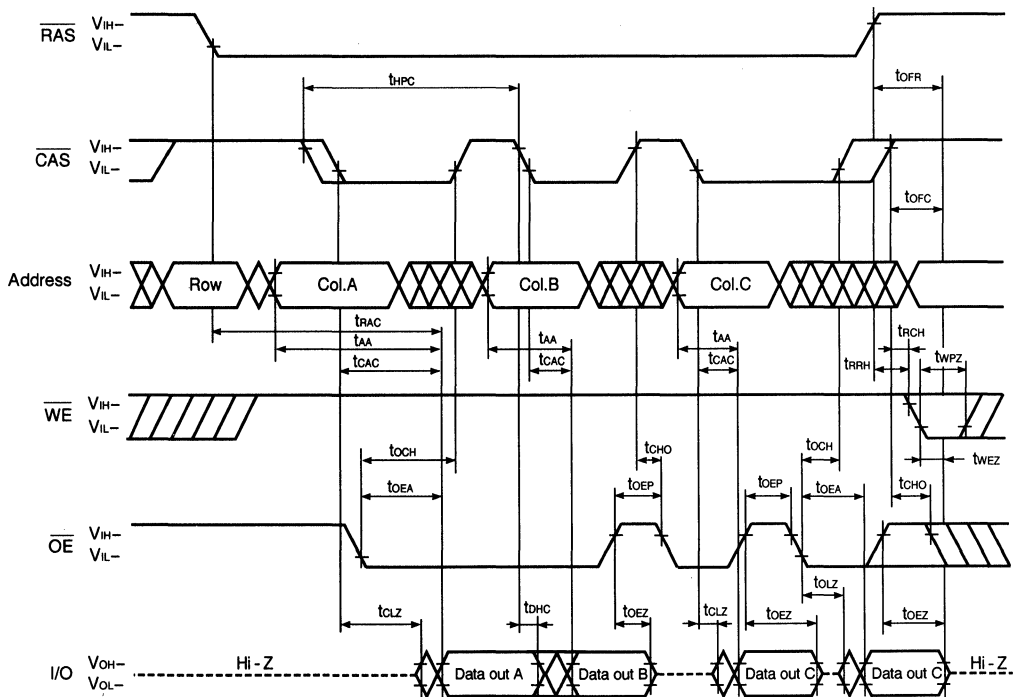 RAS VIH–
VIL–
tHPC
tOFR
CAS VIH–
VIL–
tOFC
Address VIH–
VIL–
Row Col.A Col.B Col.C
tRAC
tAA tAA tAA
tCAC tCAC tCAC
tRCH
tRRH tWPZ
WE VIH–
VIL–
tWEZ
tOCH tCHO tOCH
tOEA tOEP tOEP tOEA tCHO
OE VIH–
VIL–
tOLZ
tCLZ tDHC tOEZ tCLZ tOEZ tOEZ
I/O VOH–
VOL–
Hi - Z Data out A Data out B Data out C Data out C Hi - Z